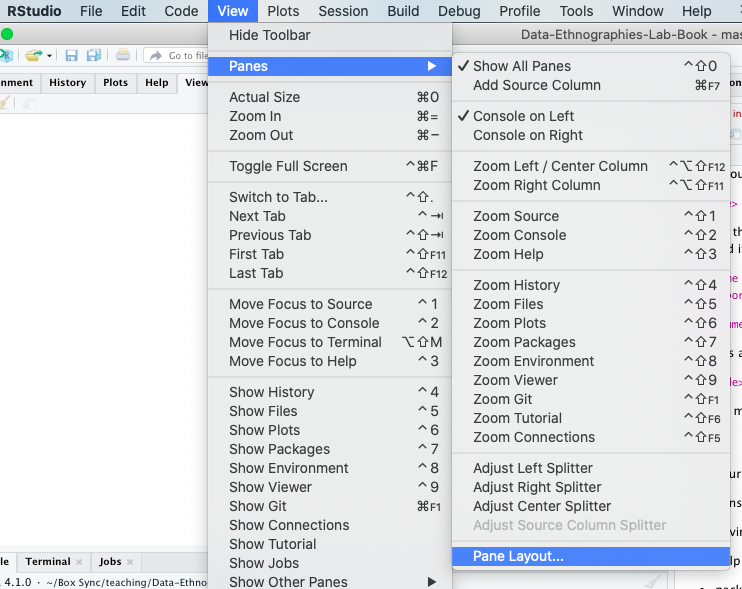 RStudio File Edit Code View Plots Session Build Debug Profile Tools Window Help
Data-Ethnographies-Lab-Book - mas
Go to file
nment History Plots Help View
Hide Toolbar
Panes ▶
Actual Size ⌘0
Zoom In ⌘=
Zoom Out ⌘−
Toggle Full Screen ^⌘F
Switch to Tab... ^⇧.
Next Tab ^⇥
Previous Tab ^⇧⇥
First Tab ^⇧F11
Last Tab ^⇧F12
Move Focus to Source ^1
Move Focus to Console ^2
Move Focus to Terminal ⌥⇧M
Move Focus to Help ^3
Show History ^4
Show Files ^5
Show Plots ^6
Show Packages ^7
Show Environment ^8
Show Viewer ^9
Show Git ⌘F1
Show Connections
Show Tutorial
Show Jobs
Show Other Panes ▶
✓ Show All Panes ^⇧0
Add Source Column ⌘F7
✓ Console on Left
Console on Right
Zoom Left / Center Column ^⌥⇧F12
Zoom Right Column ^⌥⇧F11
Zoom Source ^⇧1
Zoom Console ^⇧2
Zoom Help ^⇧3
Zoom History ^⇧4
Zoom Files ^⇧5
Zoom Plots ^⇧6
Zoom Packages ^⇧7
Zoom Environment ^⇧8
Zoom Viewer ^⇧9
Zoom Git ^⇧F1
Zoom Tutorial ^⇧F6
Zoom Connections ^⇧F5
Adjust Left Splitter
Adjust Right Splitter
Adjust Center Splitter
Adjust Source Column Splitter
Pane Layout...
le Terminal × Jobs ×
4.1.0 · ~/Box Sync/teaching/Data-Ethno